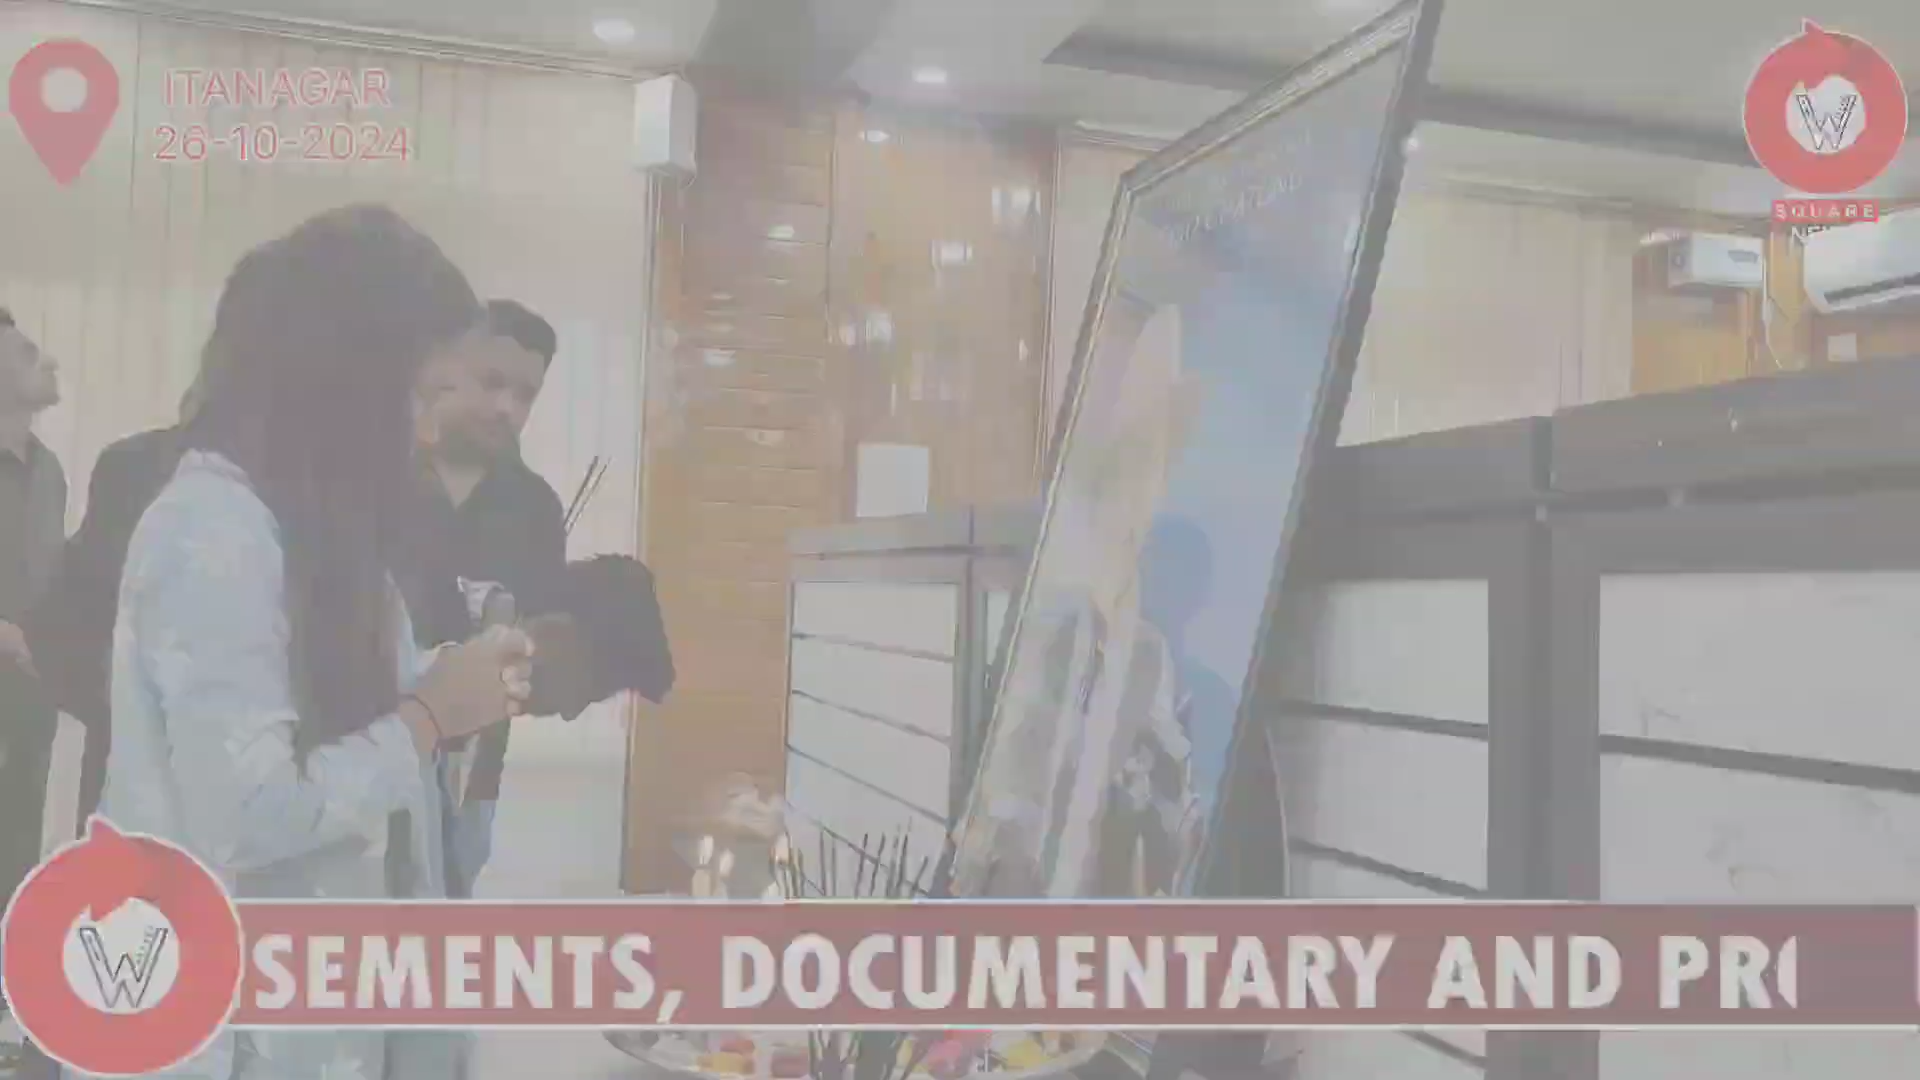 ITANAGAR
26-10-2024
W
SQUARE
W
SEMENTS, DOCUMENTARY AND PR